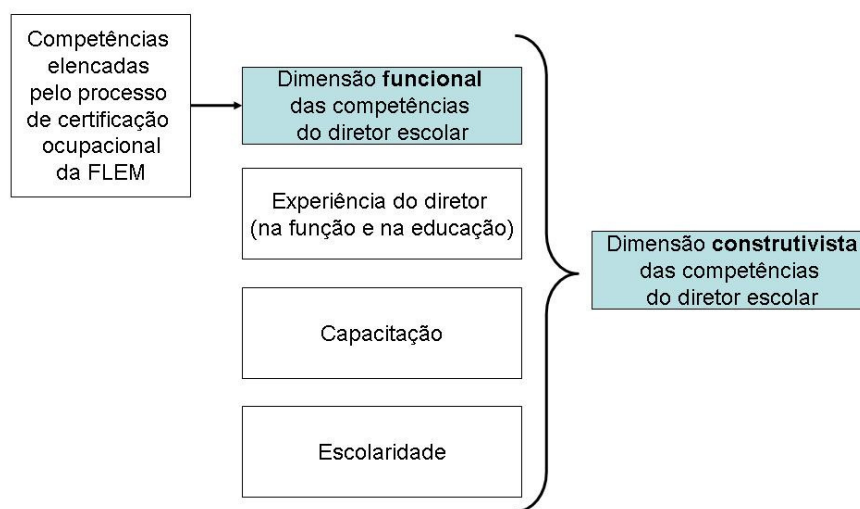 Competências
elencadas
pelo processo
de certificação
ocupacional
da FLEM
Dimensão funcional
das competências
do diretor escolar
Experiência do diretor
(na função e na educação)
Capacitação
Escolaridade
Dimensão construtivista
das competências
do diretor escolar